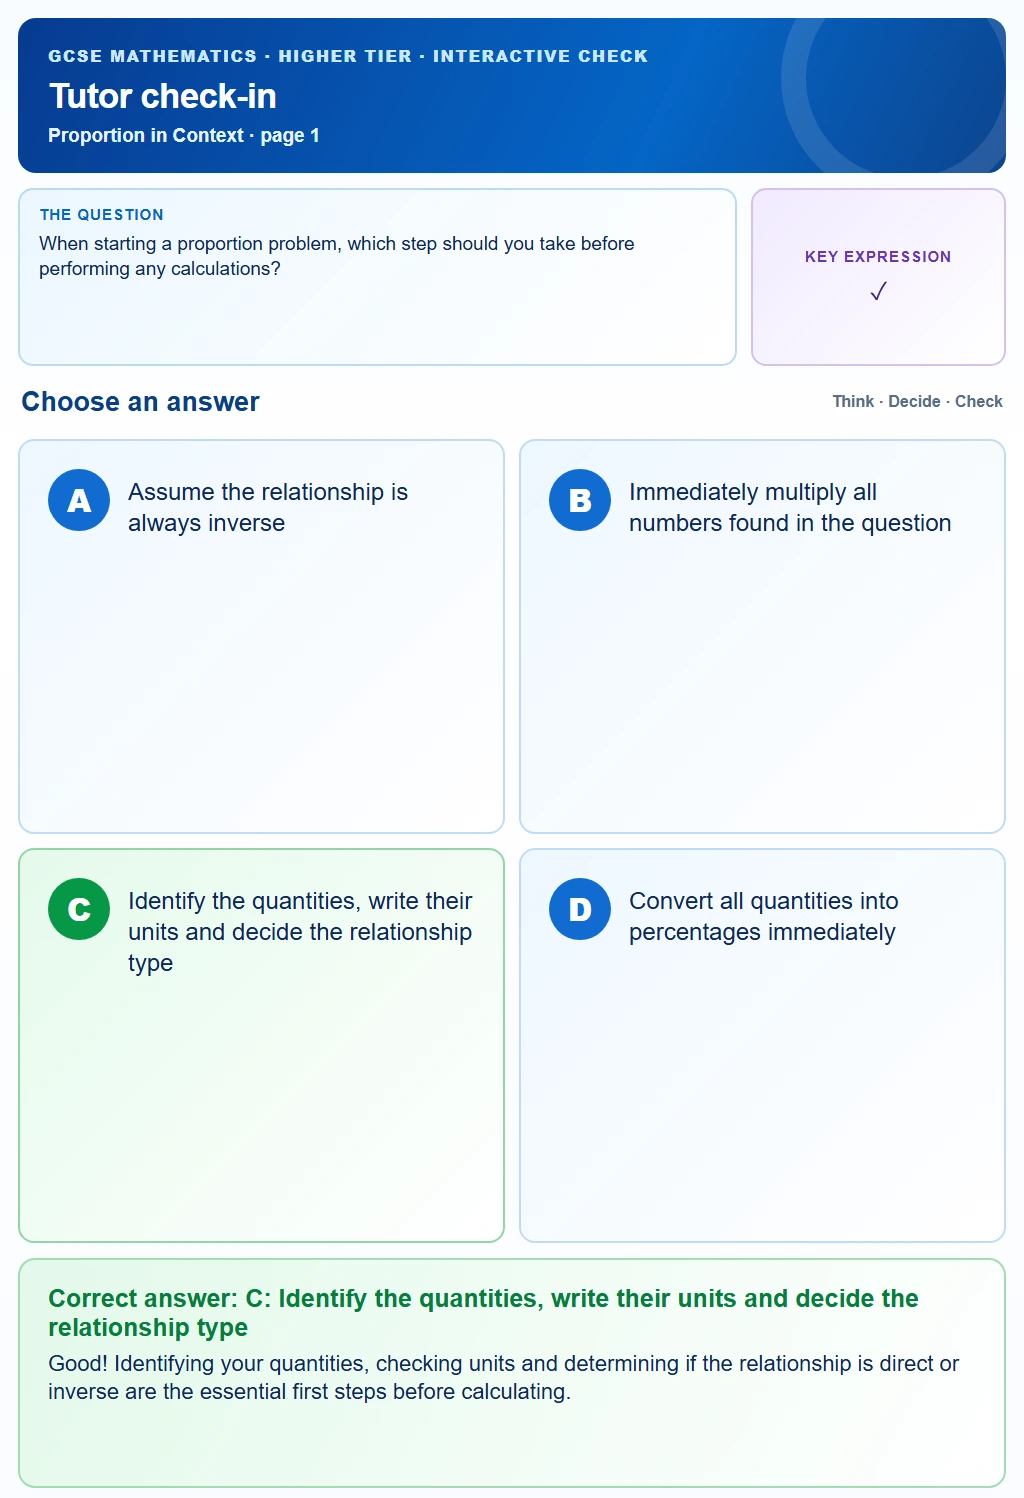 GCSE MATHEMATICS · HIGHER TIER · INTERACTIVE CHECK
Tutor check-in
Proportion in Context · page 1
THE QUESTION
When starting a proportion problem, which step should you take before
performing any calculations?
KEY EXPRESSION
✓
Choose an answer
Think · Decide · Check
A
Assume the relationship is
always inverse
B
Immediately multiply all
numbers found in the question
C
Identify the quantities, write their
units and decide the relationship
type
D
Convert all quantities into
percentages immediately
Correct answer: C: Identify the quantities, write their units and decide the
relationship type
Good! Identifying your quantities, checking units and determining if the relationship is direct or
inverse are the essential first steps before calculating.